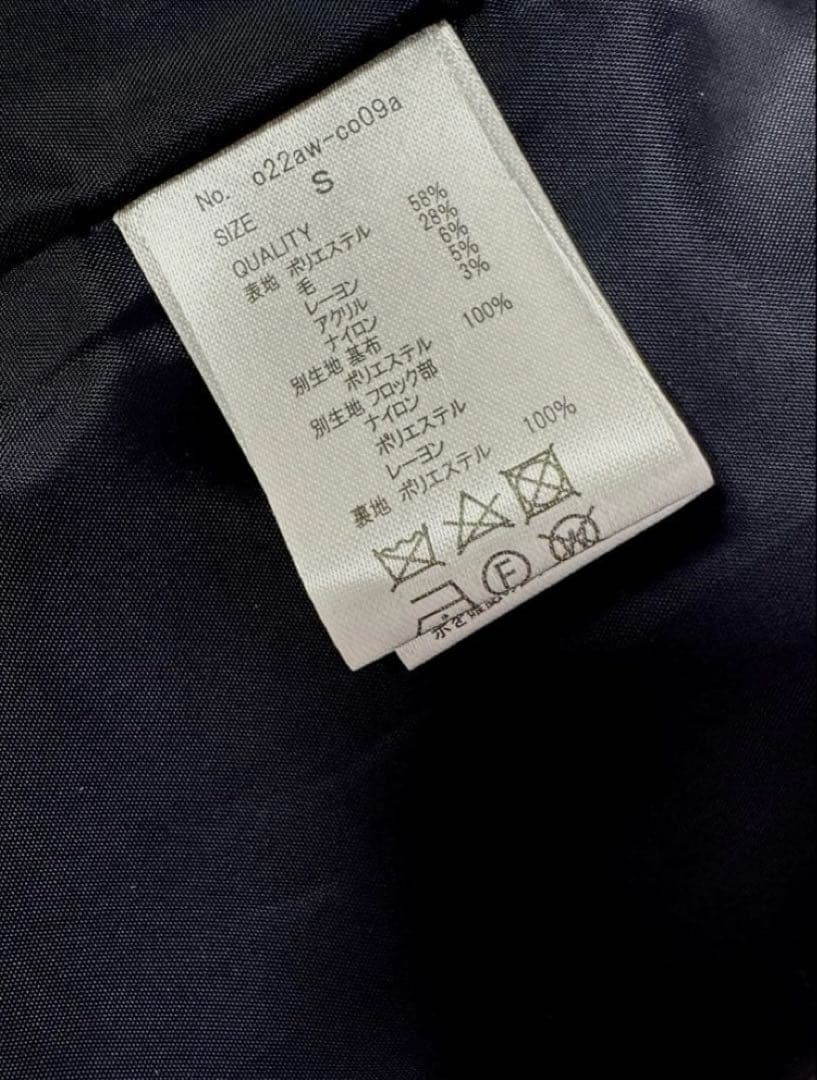 No. o22aw-co09a
SIZE S
QUALITY
表地 ポリエステル 58%
毛 28%
レーヨン 6%
アクリル 5%
ナイロン 3%
別生地 基布
ポリエステル 100%
別生地 フロック部
ナイロン
ポリエステル
レーヨン
裏地 ポリエステル 100%
F
W